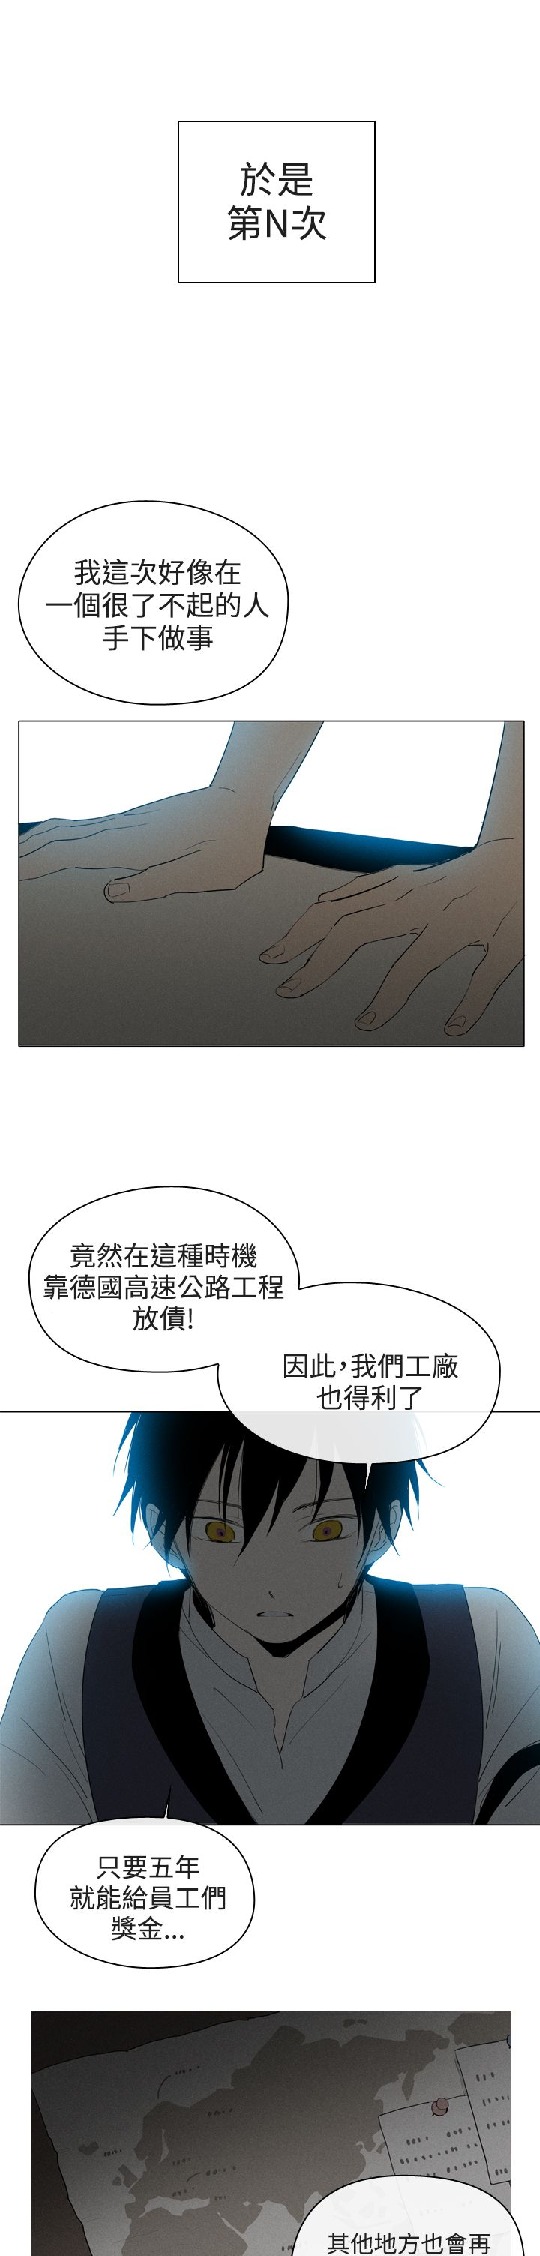 於是
第N次
我這次好像在
一個很了不起的人
手下做事
竟然在這種時機
靠德國高速公路工程
放債!
因此,我們工廠
也得利了
只要五年
就能給員工們
獎金...
其他地方也會再